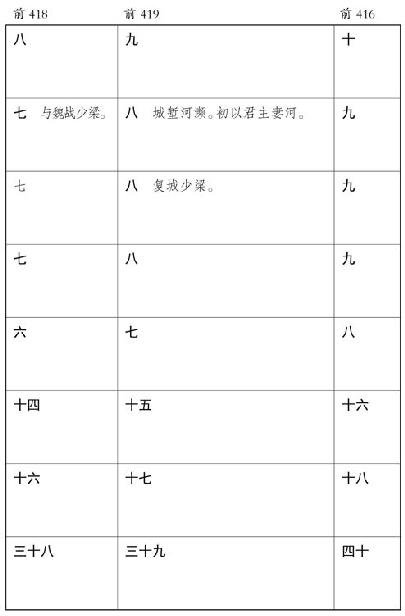 前 418 前 419 前 416
八 九 十
七 与魏战少梁。 八 城堑河濒。初以君主妻河。 九
七 八 复城少梁。 九
七 八 九
六 七 八
十四 十五 十六
十六 十七 十八
三十八 三十九 四十